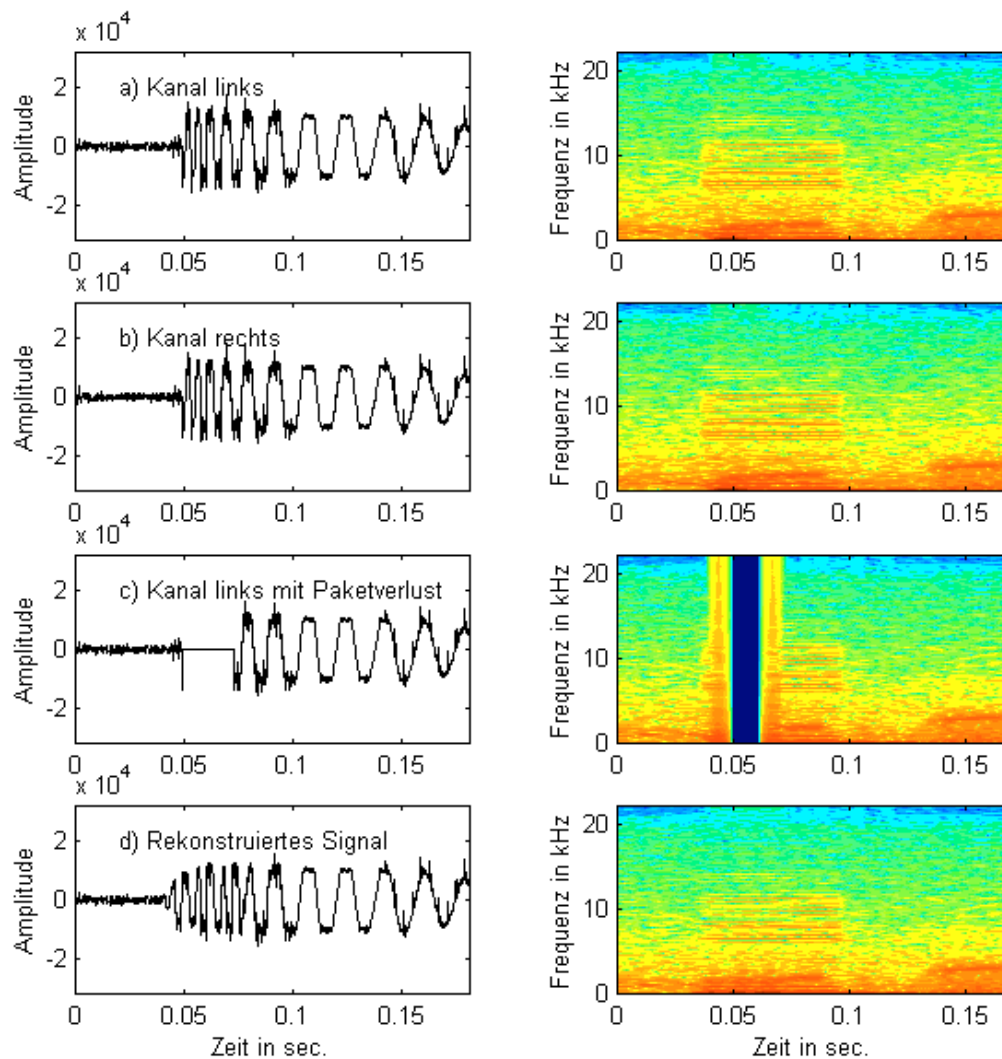 x 10^4
a) Kanal links
Amplitude
2
0
-2
0 0.05 0.1 0.15
Frequenz in kHz
20
10
0
0 0.05 0.1 0.15
x 10^4
b) Kanal rechts
Amplitude
2
0
-2
0 0.05 0.1 0.15
Frequenz in kHz
20
10
0
0 0.05 0.1 0.15
x 10^4
c) Kanal links mit Paketverlust
Amplitude
2
0
-2
0 0.05 0.1 0.15
Frequenz in kHz
20
10
0
0 0.05 0.1 0.15
x 10^4
d) Rekonstruiertes Signal
Amplitude
2
0
-2
0 0.05 0.1 0.15
Zeit in sec.
Frequenz in kHz
20
10
0
0 0.05 0.1 0.15
Zeit in sec.